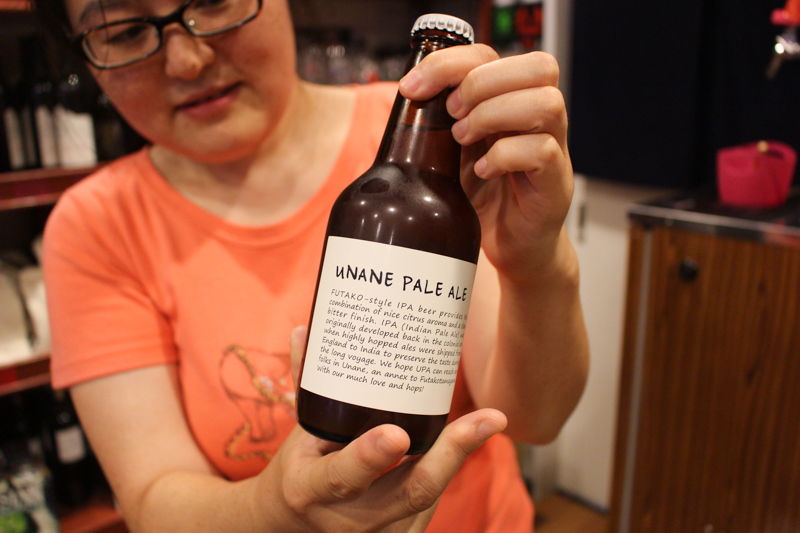 UNANE PALE ALE
FUTAKO-style IPA beer provides
combination of nice citrus aroma and a
bitter finish. IPA (Indian Pale Ale)
originally developed back in the colonial
when highly hopped ales were shipped from
England to India to preserve the taste
the long voyage. We hope UPA can reach
folks in Unane, an annex to Futakotamagawa
With our much love and hops!